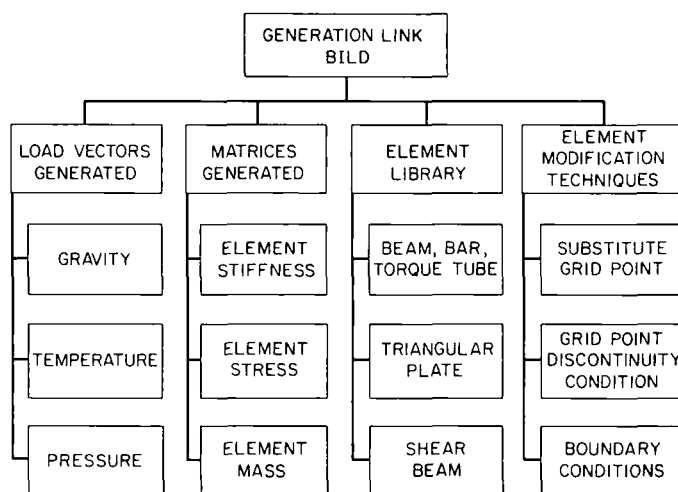 GENERATION LINK
BILD
LOAD VECTORS
GENERATED
GRAVITY
TEMPERATURE
PRESSURE
MATRICES
GENERATED
ELEMENT
STIFFNESS
ELEMENT
STRESS
ELEMENT
MASS
ELEMENT
LIBRARY
BEAM, BAR,
TORQUE TUBE
TRIANGULAR
PLATE
SHEAR
BEAM
ELEMENT
MODIFICATION
TECHNIQUES
SUBSTITUTE
GRID POINT
GRID POINT
DISCONTINUITY
CONDITION
BOUNDARY
CONDITIONS